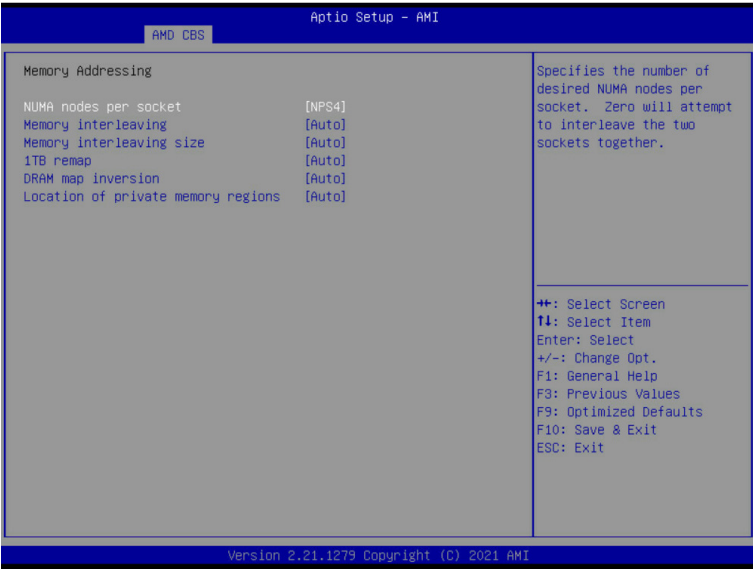 Aptio Setup - AMI
AMD CBS
Memory Addressing
NUMA nodes per socket [NPS4]
Memory interleaving [Auto]
Memory interleaving size [Auto]
1TB remap [Auto]
DRAM map inversion [Auto]
Location of private memory regions [Auto]
Specifies the number of
desired NUMA nodes per
socket. Zero will attempt
to interleave the two
sockets together.
→←: Select Screen
↑↓: Select Item
Enter: Select
+/-: Change Opt.
F1: General Help
F3: Previous Values
F9: Optimized Defaults
F10: Save & Exit
ESC: Exit
Version 2.21.1279 Copyright (C) 2021 AMI